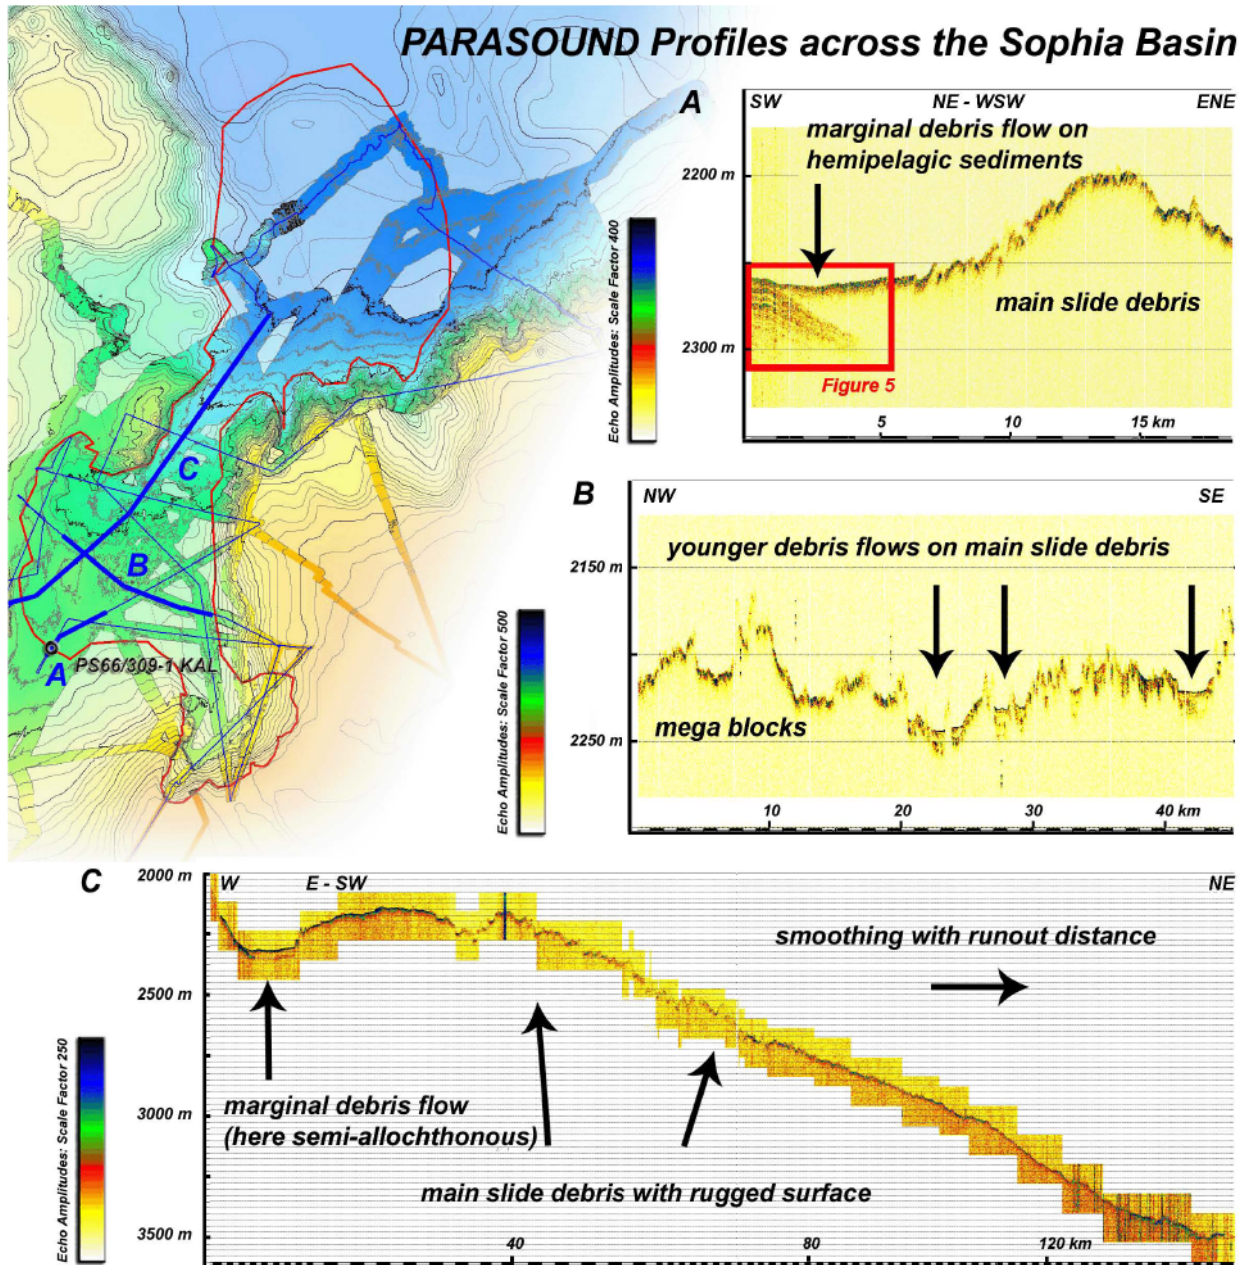 PARASOUND Profiles across the Sophia Basin
A
SW NE - WSW ENE
marginal debris flow on
hemipelagic sediments
2200 m
main slide debris
2300 m
Figure 5
5 10 15 km
Echo Amplitudes: Scale Factor 400
C
B
A
PS66/309-1 KAL
B
NW SE
younger debris flows on main slide debris
2150 m
mega blocks
2250 m
10 20 30 40 km
Echo Amplitudes: Scale Factor 500
C
2000 m
W E - SW NE
smoothing with runout distance
2500 m
marginal debris flow
(here semi-allochthonous)
3000 m
main slide debris with rugged surface
3500 m
40 80 120 km
Echo Amplitudes: Scale Factor 250